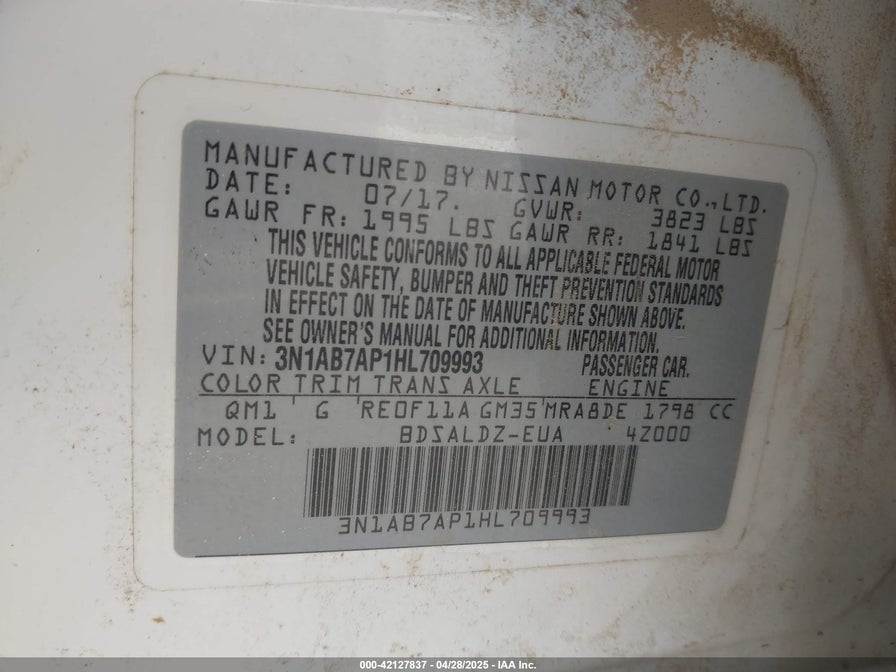 MANUFACTURED BY NISSAN MOTOR CO., LTD.
DATE: 07/17. GVWR: 3823 LBS
GAWR FR: 1995 LBS GAWR RR: 1841 LBS
THIS VEHICLE CONFORMS TO ALL APPLICABLE FEDERAL MOTOR
VEHICLE SAFETY, BUMPER AND THEFT PREVENTION STANDARDS
IN EFFECT ON THE DATE OF MANUFACTURE SHOWN ABOVE.
SEE OWNER'S MANUAL FOR ADDITIONAL INFORMATION.
VIN: 3N1AB7AP1HL709993 PASSENGER CAR.
COLOR TRIM TRANS AXLE ENGINE
QM1 G RE0F11A GM35 MRA8DE 1798 CC
MODEL: BDSALDZ-EUA 4Z000
3N1AB7AP1HL709993
000-42127837 - 04/28/2025 - IAA Inc.